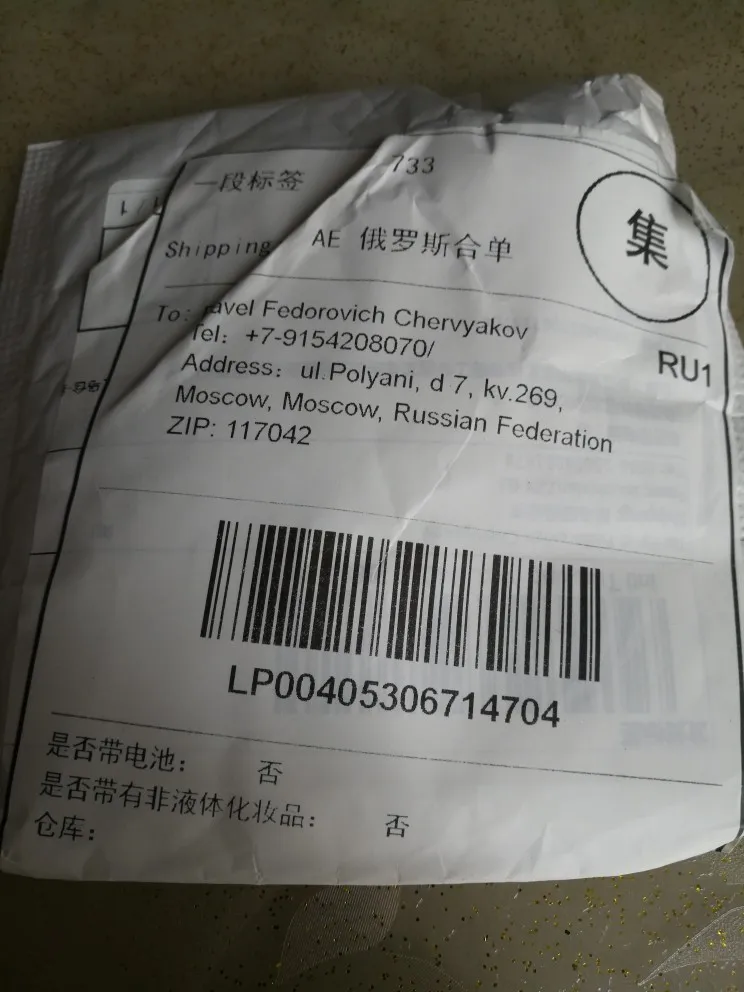 733
一段标签
集
Shipping AE 俄罗斯合单
RU1
To: avel Fedorovich Chervyakov
Tel: +7-9154208070/
Address: ul.Polyani, d 7, kv.269,
Moscow, Moscow, Russian Federation
ZIP: 117042
LP00405306714704
是否带电池: 否
是否带有非液体化妆品: 否
仓库: